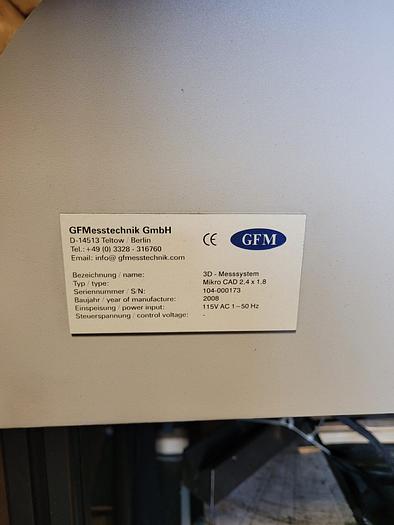 GFMesstechnik GmbH
D-14513 Teltow / Berlin
Tel.: +49 (0) 3328 - 316760
Email: info@ gfmesstechnik.com
CE
GFM
Bezeichnung / name: 3D - Messsystem
Typ / type: Mikro CAD 2,4 x 1,8
Seriennummer / S/N: 104-000173
Baujahr / year of manufacture: 2008
Einspeisung / power input: 115V AC 1~50 Hz
Steuerspannung / control voltage: -